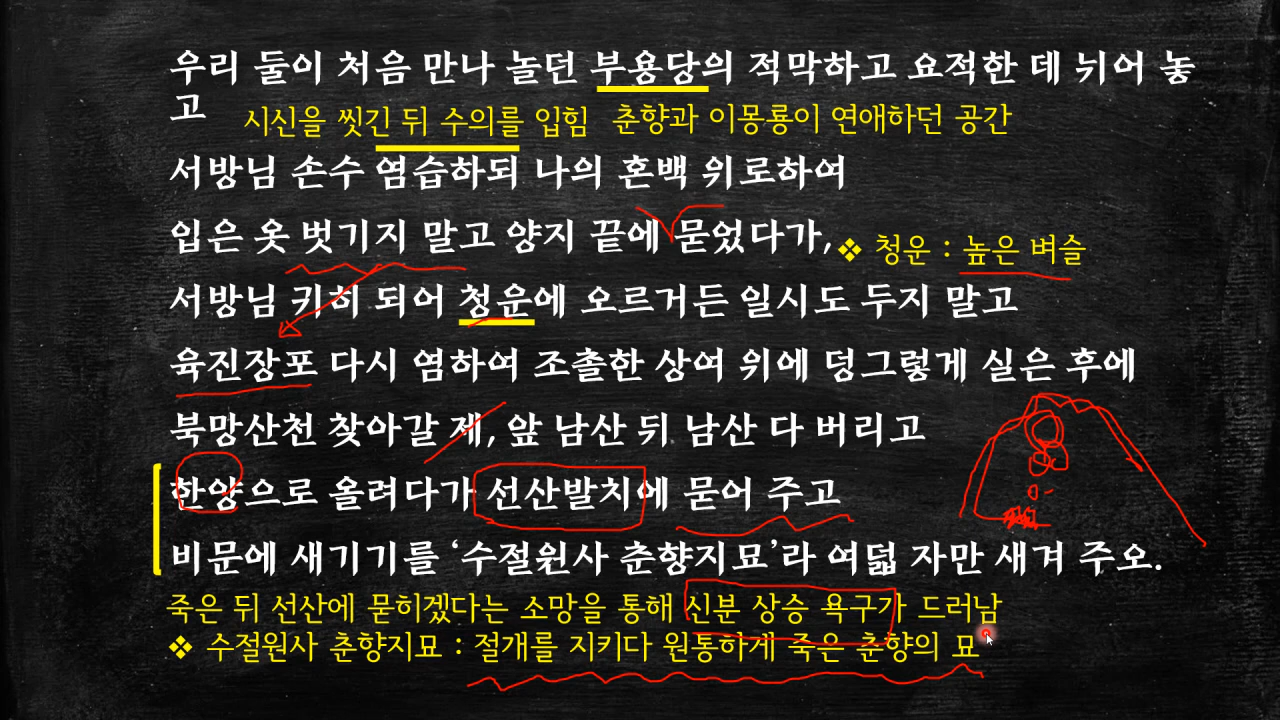 우리 둘이 처음 만나 놀던 부용당의 적막하고 요적한 데 뉘어 놓
고
시신을 씻긴 뒤 수의를 입힘 춘향과 이몽룡이 연애하던 공간
서방님 손수 염습하되 나의 혼백 위로하여
입은 옷 벗기지 말고 양지 끝에 묻었다가,
❖ 청운 : 높은 벼슬
서방님 귀히 되어 청운에 오르거든 일시도 두지 말고
육진장포 다시 염하여 조촐한 상여 위에 덩그렇게 실은 후에
북망산천 찾아갈 제, 앞 남산 뒤 남산 다 버리고
한양으로 올려다가 선산발치에 묻어 주고
비문에 새기기를 ‘수절원사 춘향지묘’라 여덟 자만 새겨 주오.
죽은 뒤 선산에 묻히겠다는 소망을 통해 신분 상승 욕구가 드러남
❖ 수절원사 춘향지묘 : 절개를 지키다 원통하게 죽은 춘향의 묘